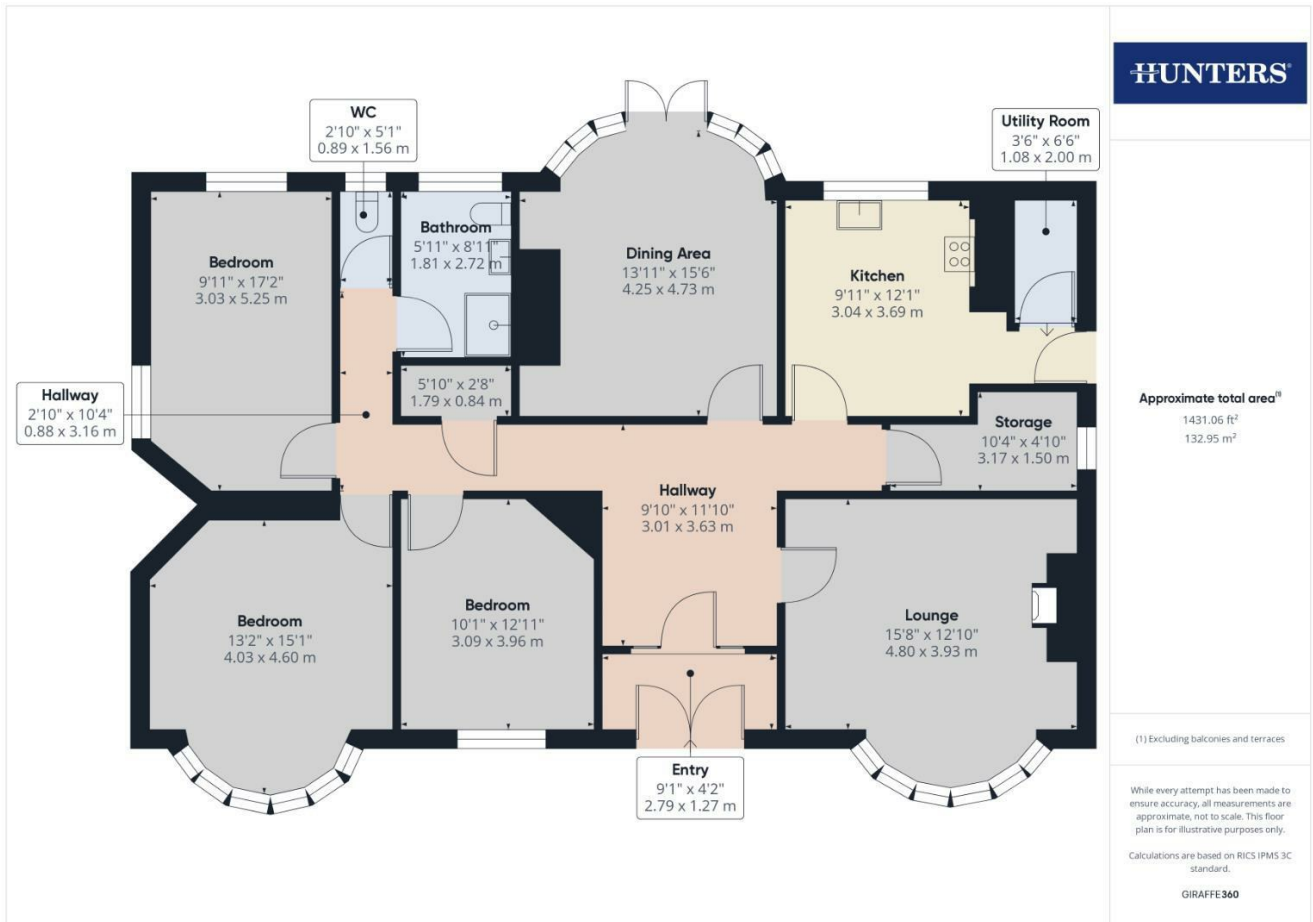 HUNTERS®
WC
2'10" x 5'1"
0.89 x 1.56 m
Utility Room
3'6" x 6'6"
1.08 x 2.00 m
Bedroom
9'11" x 17'2"
3.03 x 5.25 m
Bathroom
5'11" x 8'11"
1.81 x 2.72 m
Dining Area
13'11" x 15'6"
4.25 x 4.73 m
Kitchen
9'11" x 12'1"
3.04 x 3.69 m
Hallway
2'10" x 10'4"
0.88 x 3.16 m
5'10" x 2'8"
1.79 x 0.84 m
Storage
10'4" x 4'10"
3.17 x 1.50 m
Hallway
9'10" x 11'10"
3.01 x 3.63 m
Bedroom
13'2" x 15'1"
4.03 x 4.60 m
Bedroom
10'1" x 12'11"
3.09 x 3.96 m
Lounge
15'8" x 12'10"
4.80 x 3.93 m
Entry
9'1" x 4'2"
2.79 x 1.27 m
Approximate total area(1)
1431.06 ft²
132.95 m²
(1) Excluding balconies and terraces
While every attempt has been made to
ensure accuracy, all measurements are
approximate, not to scale. This floor
plan is for illustrative purposes only.
Calculations are based on RICS IPMS 3C
standard.
GIRAFFE360